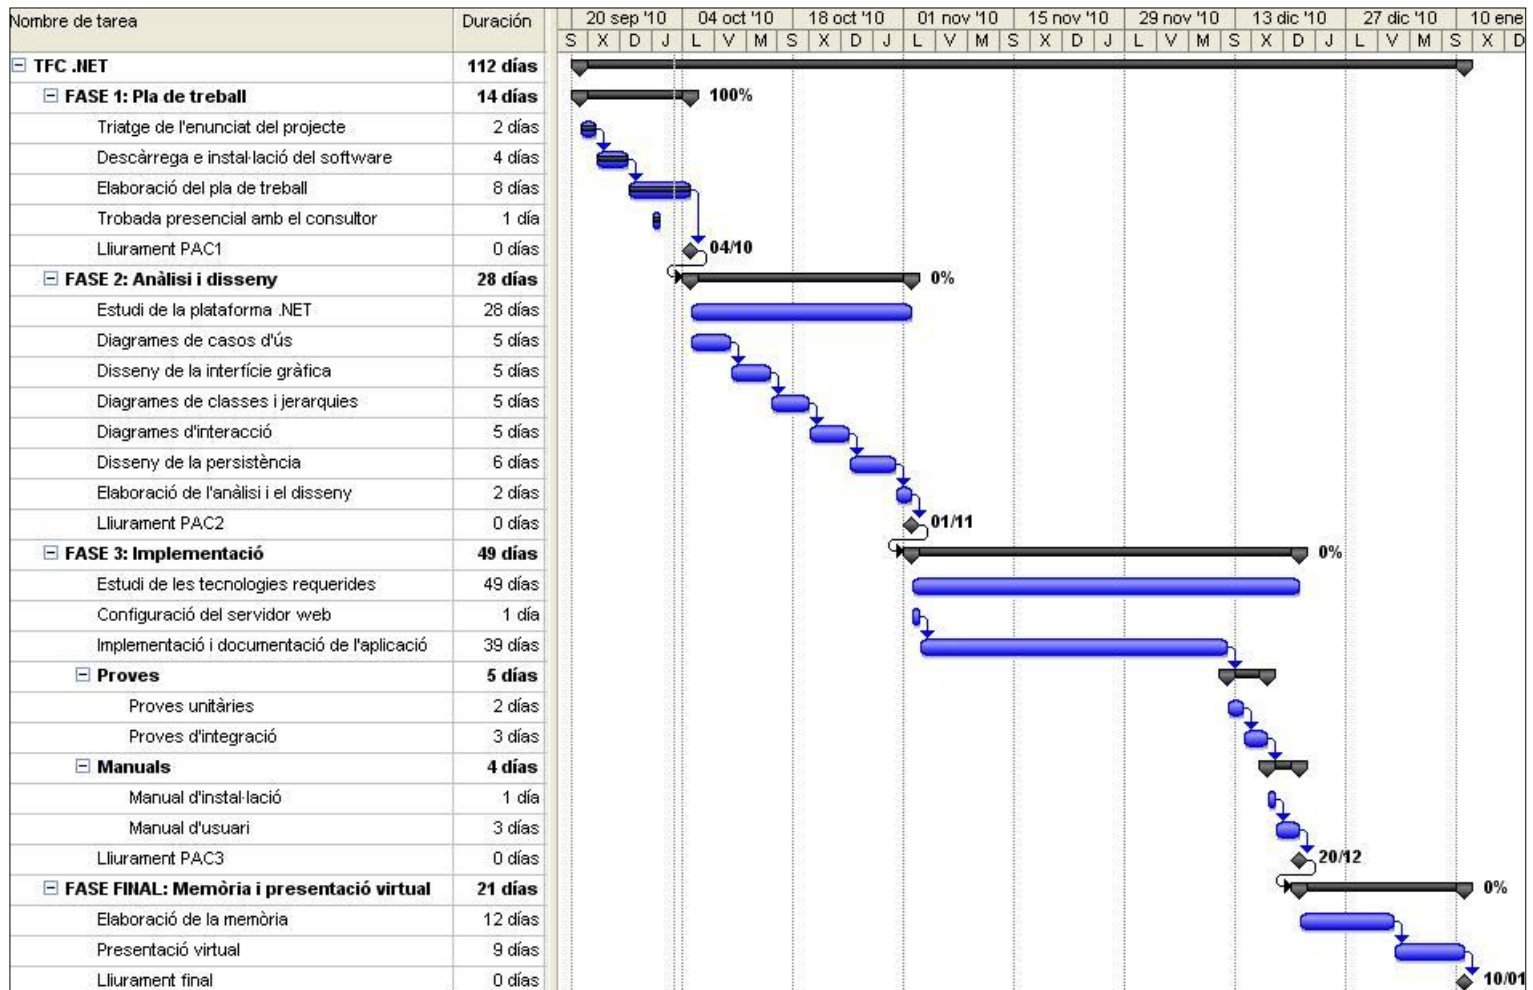 Nombre de tarea Duración 20 sep '10 04 oct '10 18 oct '10 01 nov '10 15 nov '10 29 nov '10 13 dic '10 27 dic '10 10 ene
S X D J L V M S X D J L V M S X D J L V M S X D J L V M S X D
TFC .NET 112 días
FASE 1: Pla de treball 14 días 100%
Triatge de l'enunciat del projecte 2 días
Descàrrega e instal·lació del software 4 días
Elaboració del pla de treball 8 días
Trobada presencial amb el consultor 1 día
Lliurament PAC1 0 días 04/10
FASE 2: Anàlisi i disseny 28 días 0%
Estudi de la plataforma .NET 28 días
Diagrames de casos d'ús 5 días
Disseny de la interfície gràfica 5 días
Diagrames de classes i jerarquies 5 días
Diagrames d'interacció 5 días
Disseny de la persistència 6 días
Elaboració de l'anàlisi i el disseny 2 días
Lliurament PAC2 0 días 01/11
FASE 3: Implementació 49 días 0%
Estudi de les tecnologies requerides 49 días
Configuració del servidor web 1 día
Implementació i documentació de l'aplicació 39 días
Proves 5 días
Proves unitàries 2 días
Proves d'integració 3 días
Manuals 4 días
Manual d'instal·lació 1 día
Manual d'usuari 3 días
Lliurament PAC3 0 días 20/12
FASE FINAL: Memòria i presentació virtual 21 días 0%
Elaboració de la memòria 12 días
Presentació virtual 9 días
Lliurament final 0 días 10/01